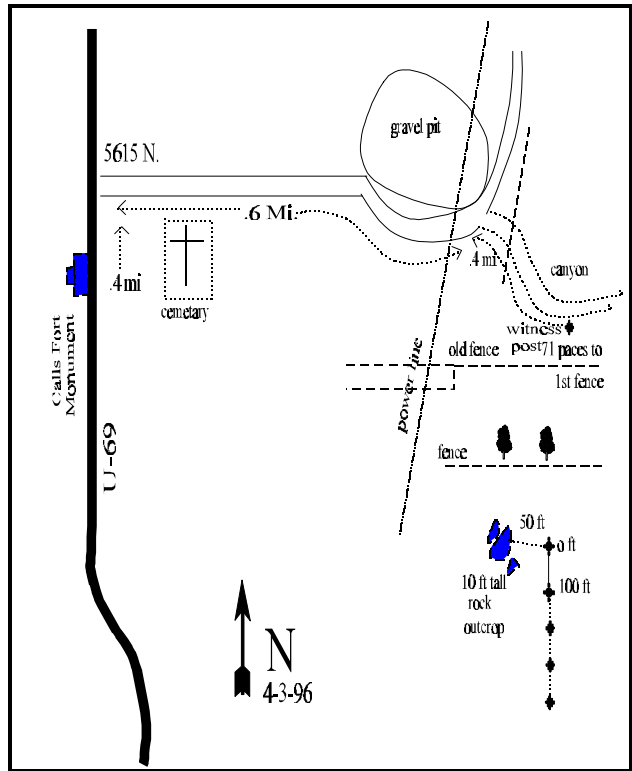 gravel pit
5615 N.
.6 Mi.
.4 mi
.4 mi
cemetary
canyon
Calls Fort
Monument
witness
post
71 paces to
1st fence
old fence
power line
U-69
fence
50 ft
0 ft
100 ft
10 ft tall
rock
outcrop
N
4-3-96